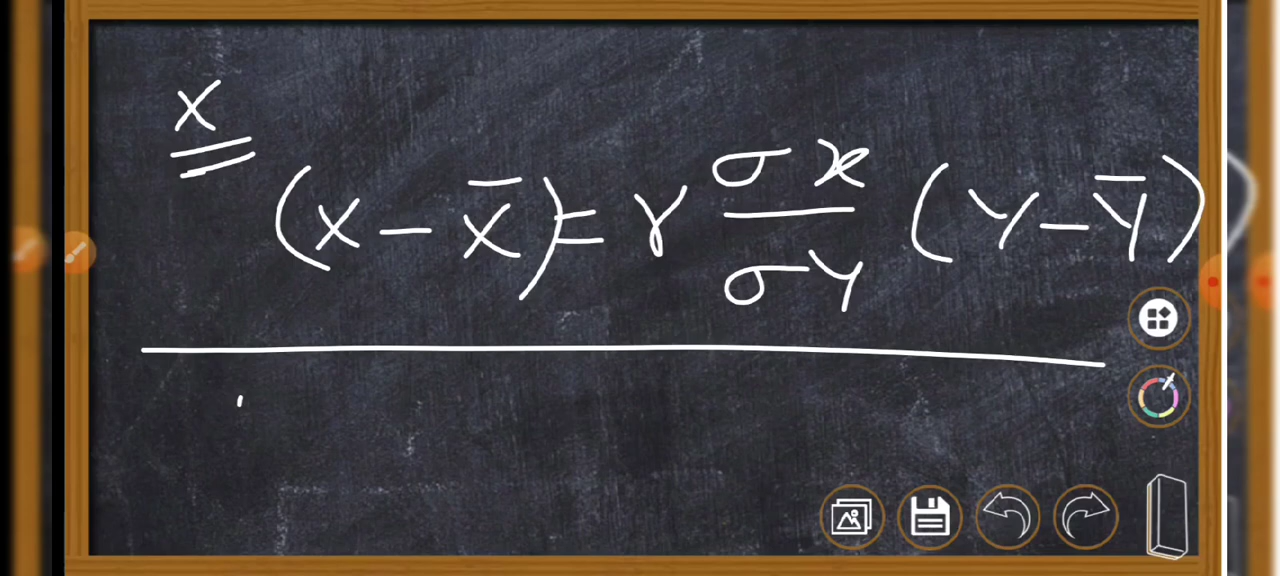 X
(X - X̄) = r σx/σy (Y - Ȳ)